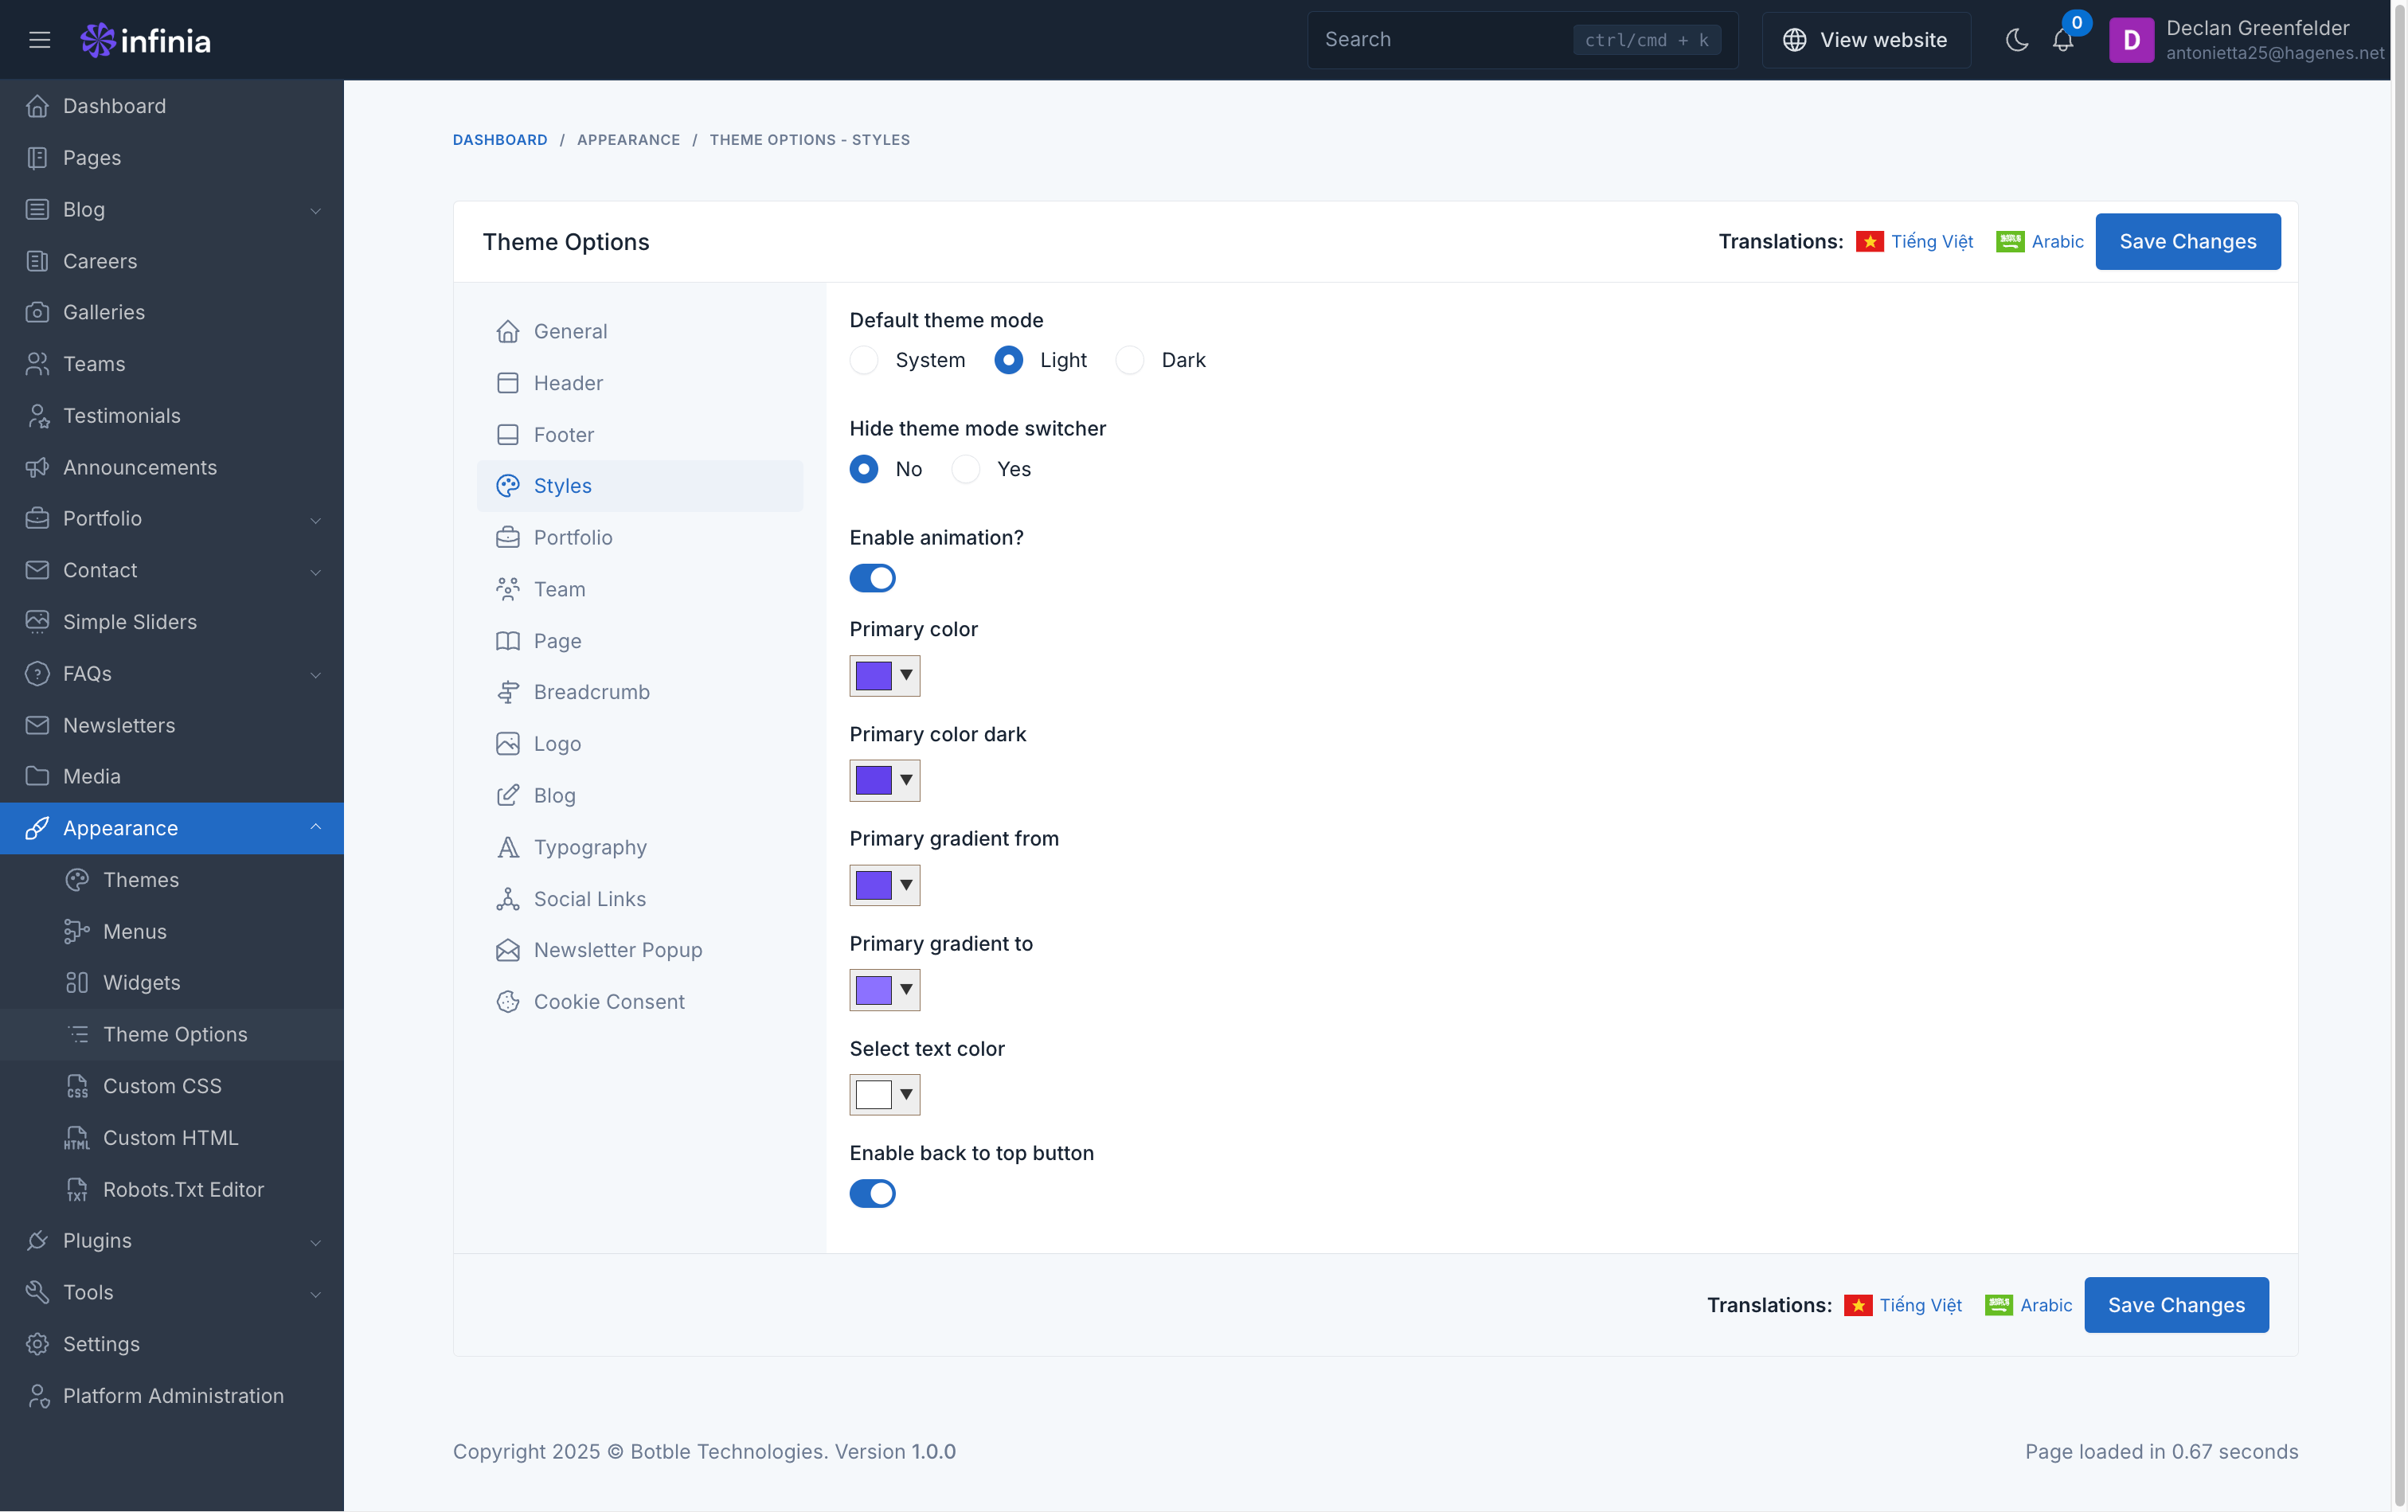 infinia
Search ctrl/cmd + k
View website
0
D
Declan Greenfelder
antonietta25@hagenes.net
Dashboard
Pages
Blog
Careers
Galleries
Teams
Testimonials
Announcements
Portfolio
Contact
Simple Sliders
FAQs
Newsletters
Media
Appearance
Themes
Menus
Widgets
Theme Options
CSS Custom CSS
HTML Custom HTML
TXT Robots.Txt Editor
Plugins
Tools
Settings
Platform Administration
DASHBOARD / APPEARANCE / THEME OPTIONS - STYLES
Theme Options
Translations: Tiếng Việt Arabic Save Changes
General
Header
Footer
Styles
Portfolio
Team
Page
Breadcrumb
Logo
Blog
Typography
Social Links
Newsletter Popup
Cookie Consent
Default theme mode
System Light Dark
Hide theme mode switcher
No Yes
Enable animation?
Primary color
Primary color dark
Primary gradient from
Primary gradient to
Select text color
Enable back to top button
Translations: Tiếng Việt Arabic Save Changes
Copyright 2025 © Botble Technologies. Version 1.0.0
Page loaded in 0.67 seconds